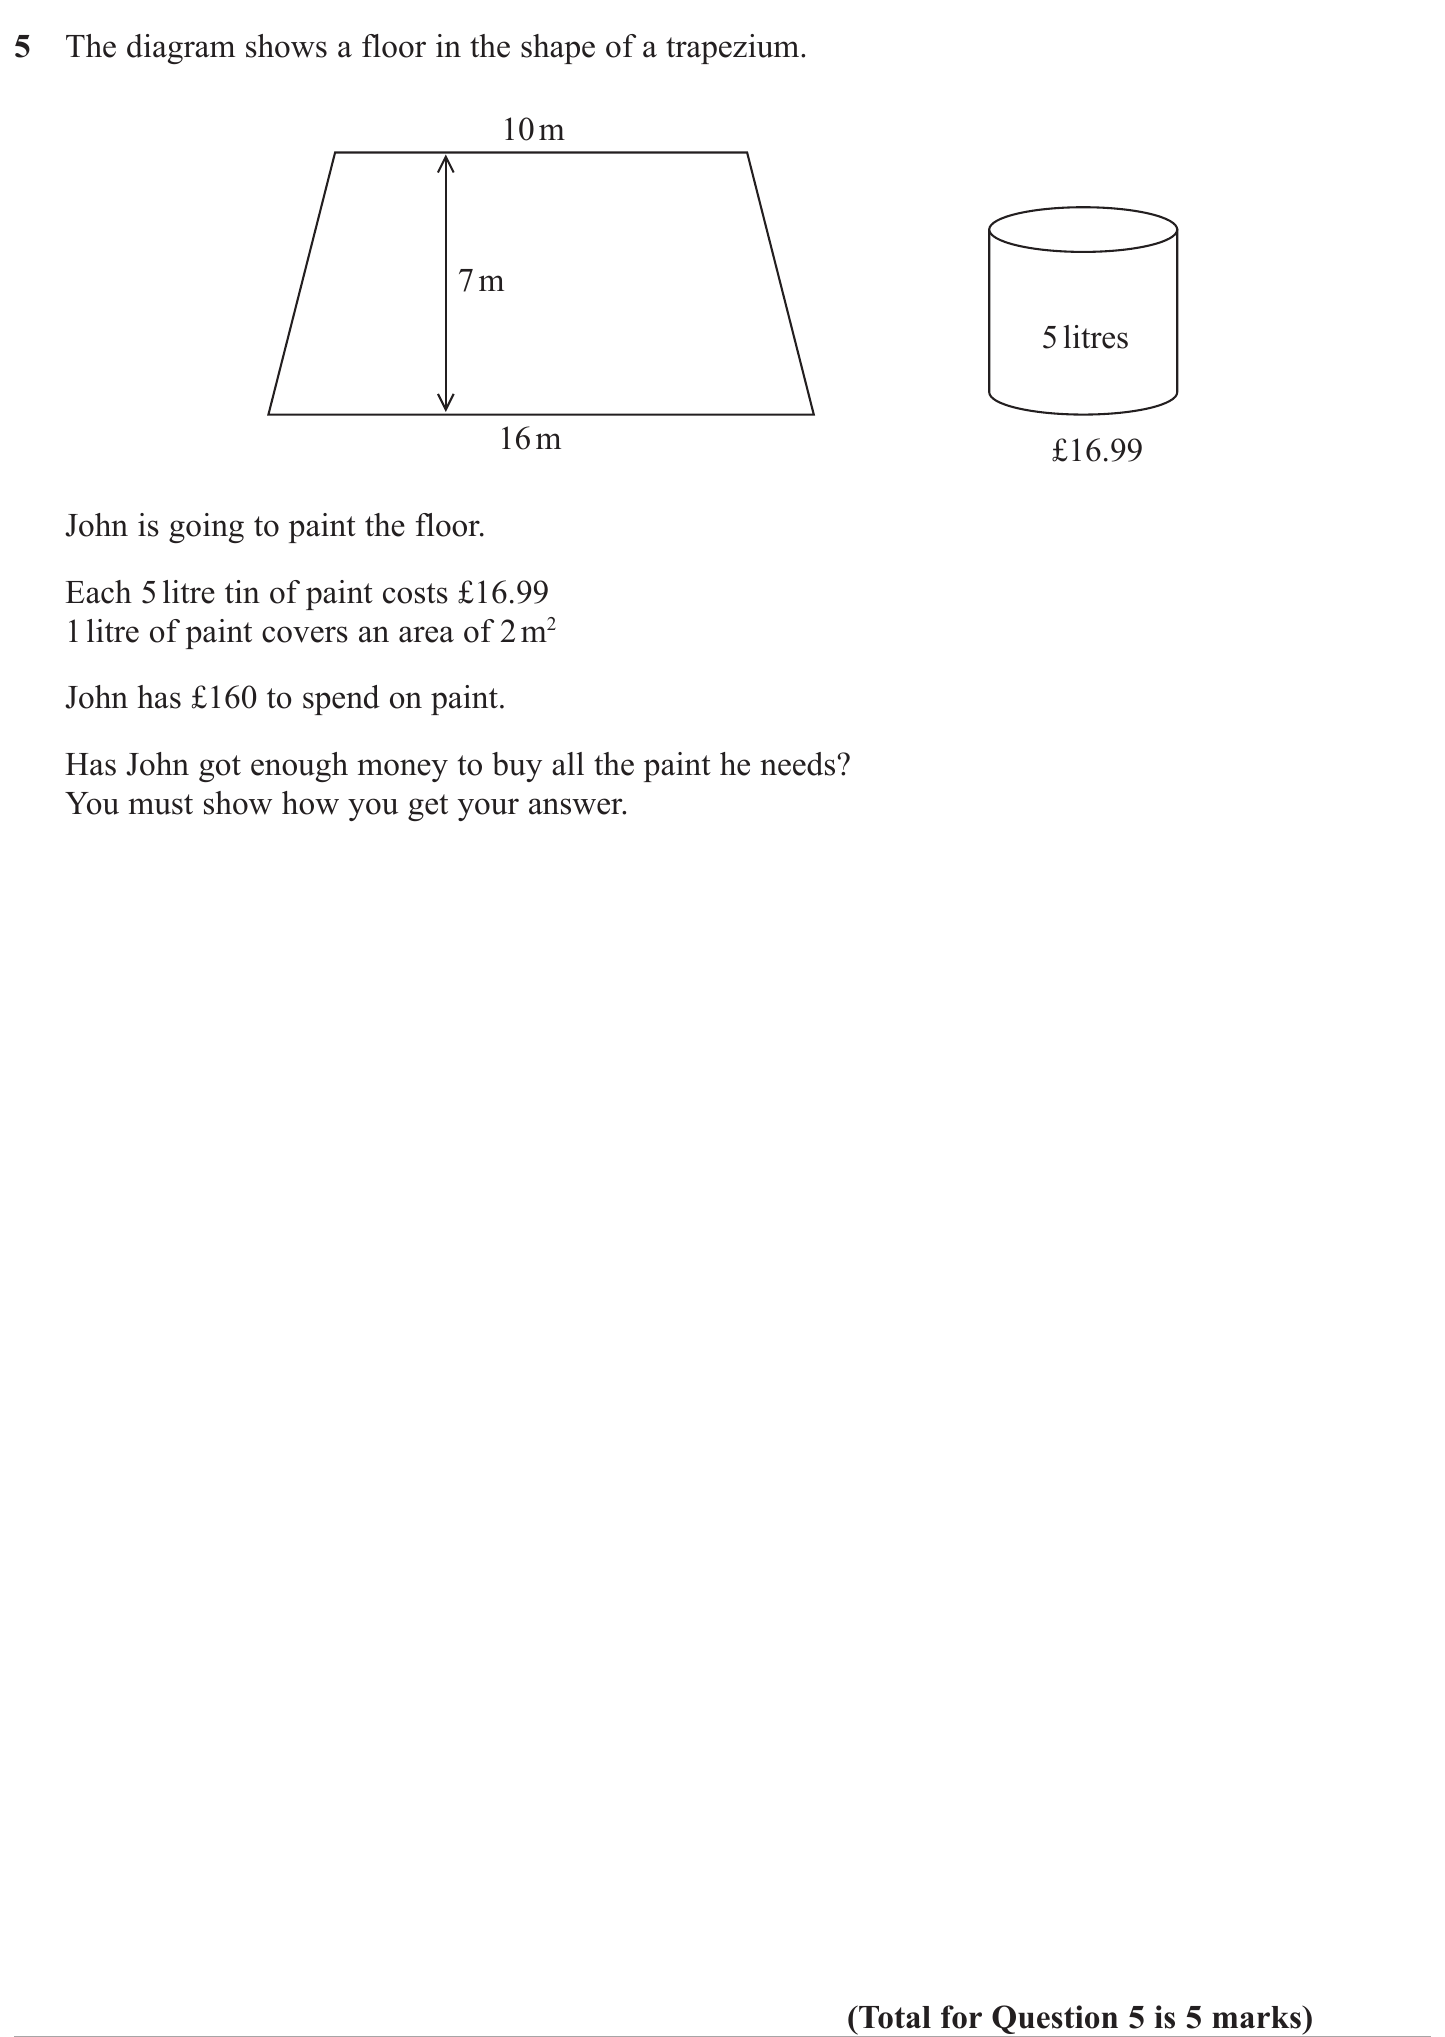 5 The diagram shows a floor in the shape of a trapezium.
10 m
7 m
16 m
5 litres
£16.99
John is going to paint the floor.
Each 5 litre tin of paint costs £16.99
1 litre of paint covers an area of 2 m²
John has £160 to spend on paint.
Has John got enough money to buy all the paint he needs?
You must show how you get your answer.
(Total for Question 5 is 5 marks)